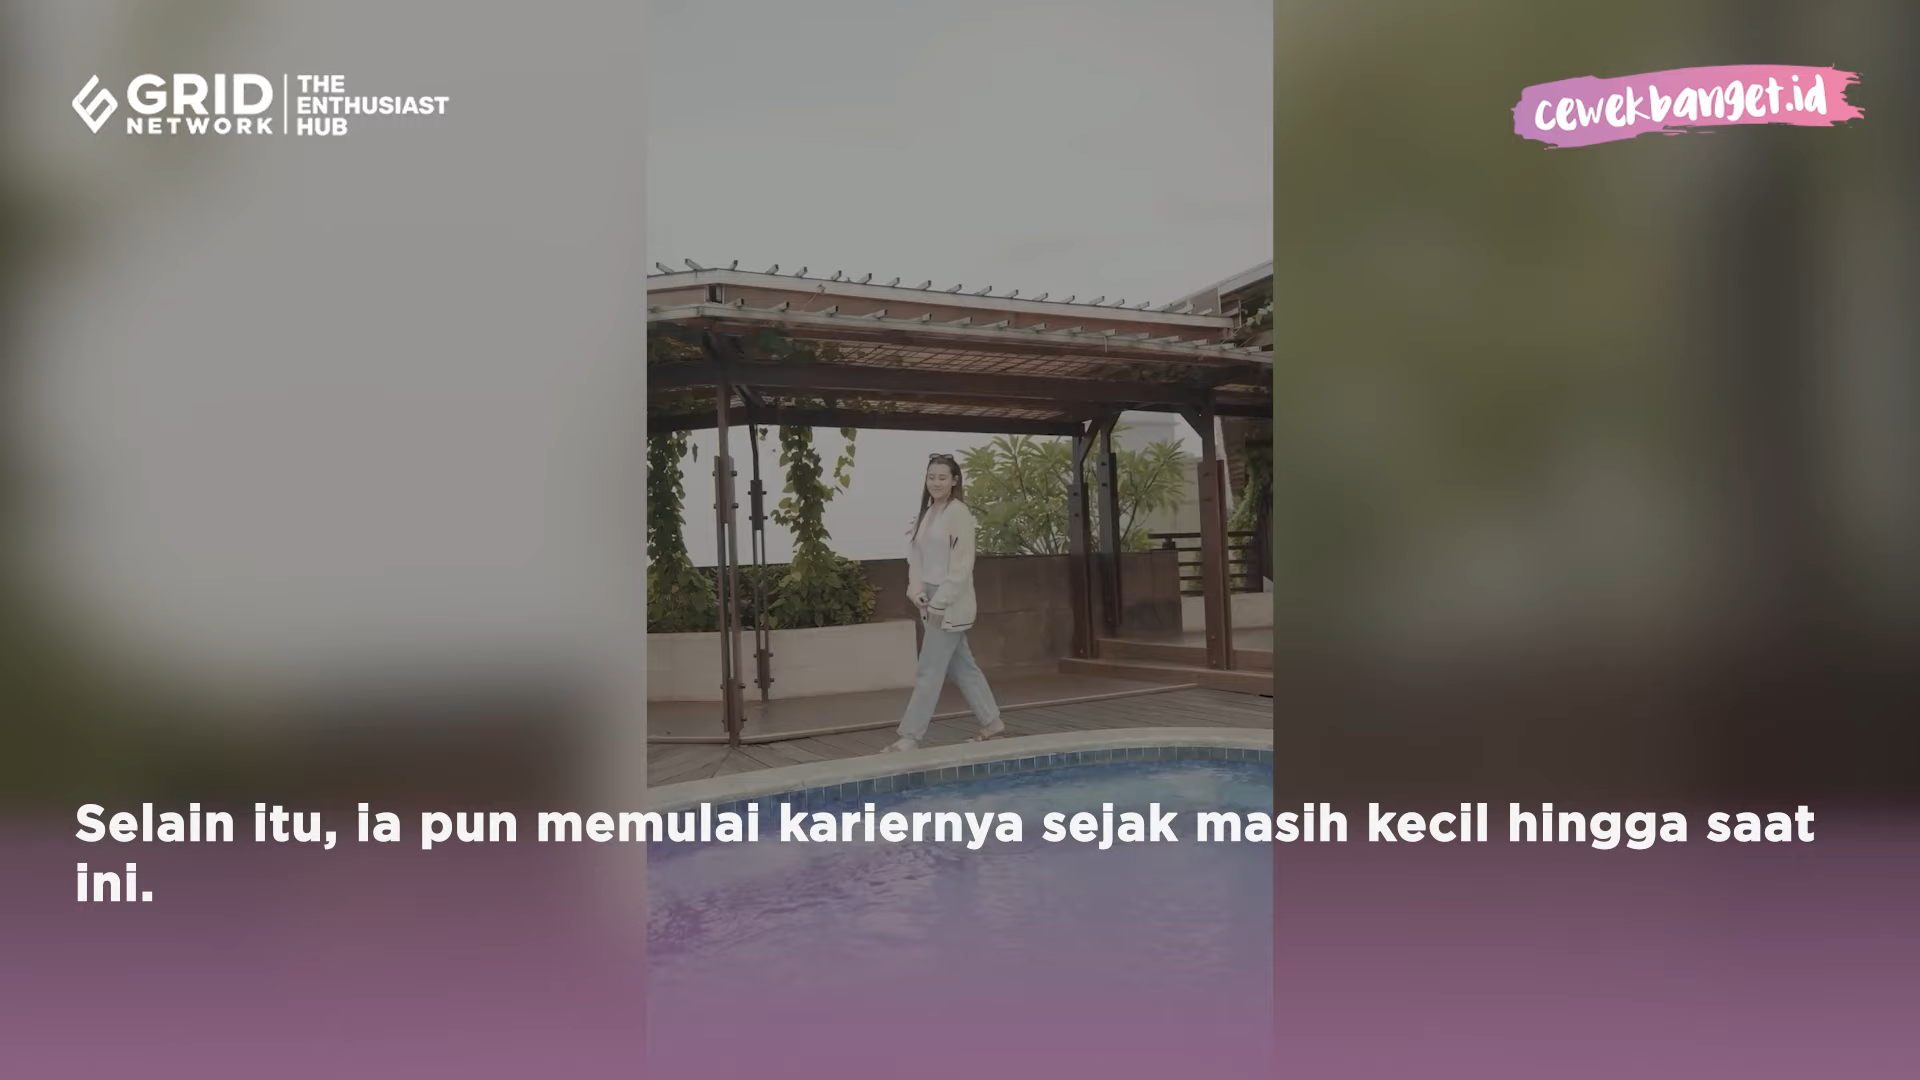 GRID
NETWORK
THE
ENTHUSIAST
HUB
cewekbanget.id
Selain itu, ia pun memulai kariernya sejak masih kecil hingga saat
ini.